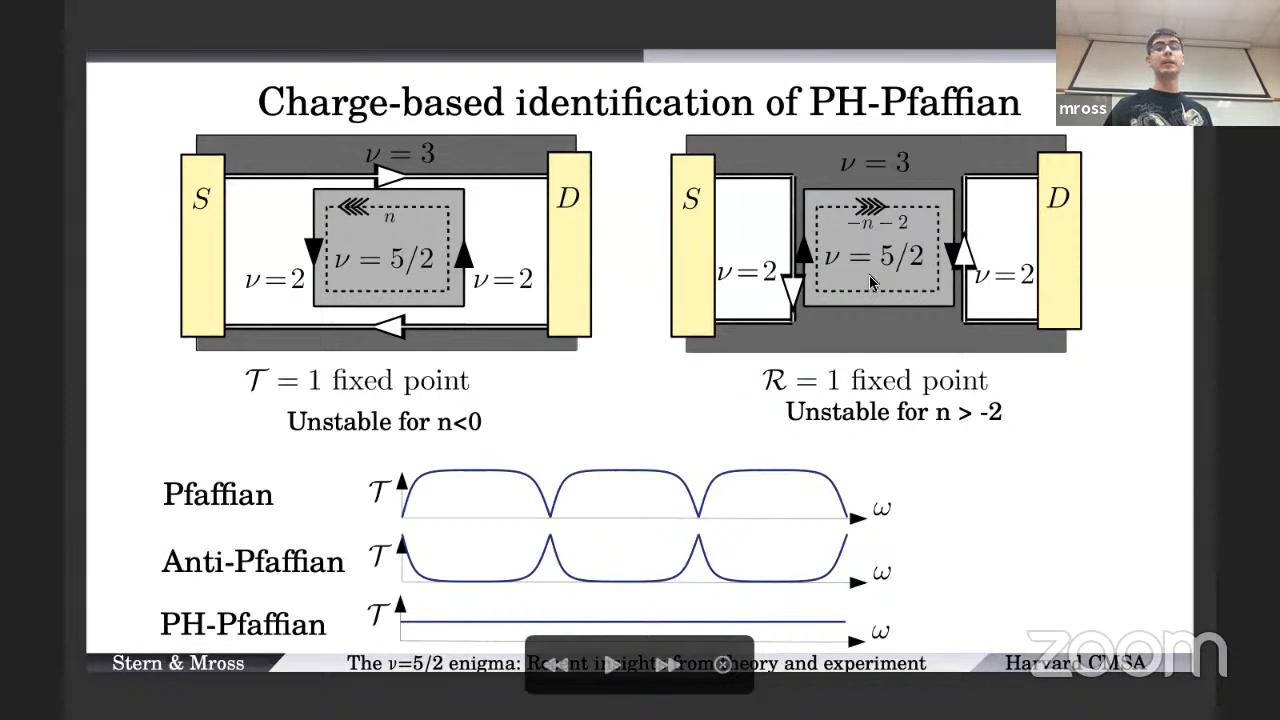 Charge-based identification of PH-Pfaffian
mross
ν = 3
S
D
n
ν = 5/2
ν = 2
ν = 2
ν = 3
S
D
−n − 2
ν = 5/2
ν = 2
ν = 2
𝒯 = 1 fixed point
Unstable for n<0
ℛ = 1 fixed point
Unstable for n > -2
Pfaffian
𝒯
ω
Anti-Pfaffian
𝒯
ω
PH-Pfaffian
𝒯
ω
Stern & Mross
The ν=5/2 enigma: insights from theory and experiment
Harvard CMSA
zoom